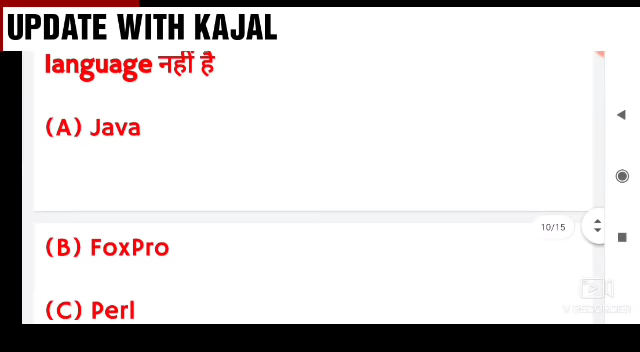 UPDATE WITH KAJAL
language नहीं है
(A) Java
10/15
(B) FoxPro
(C) Perl